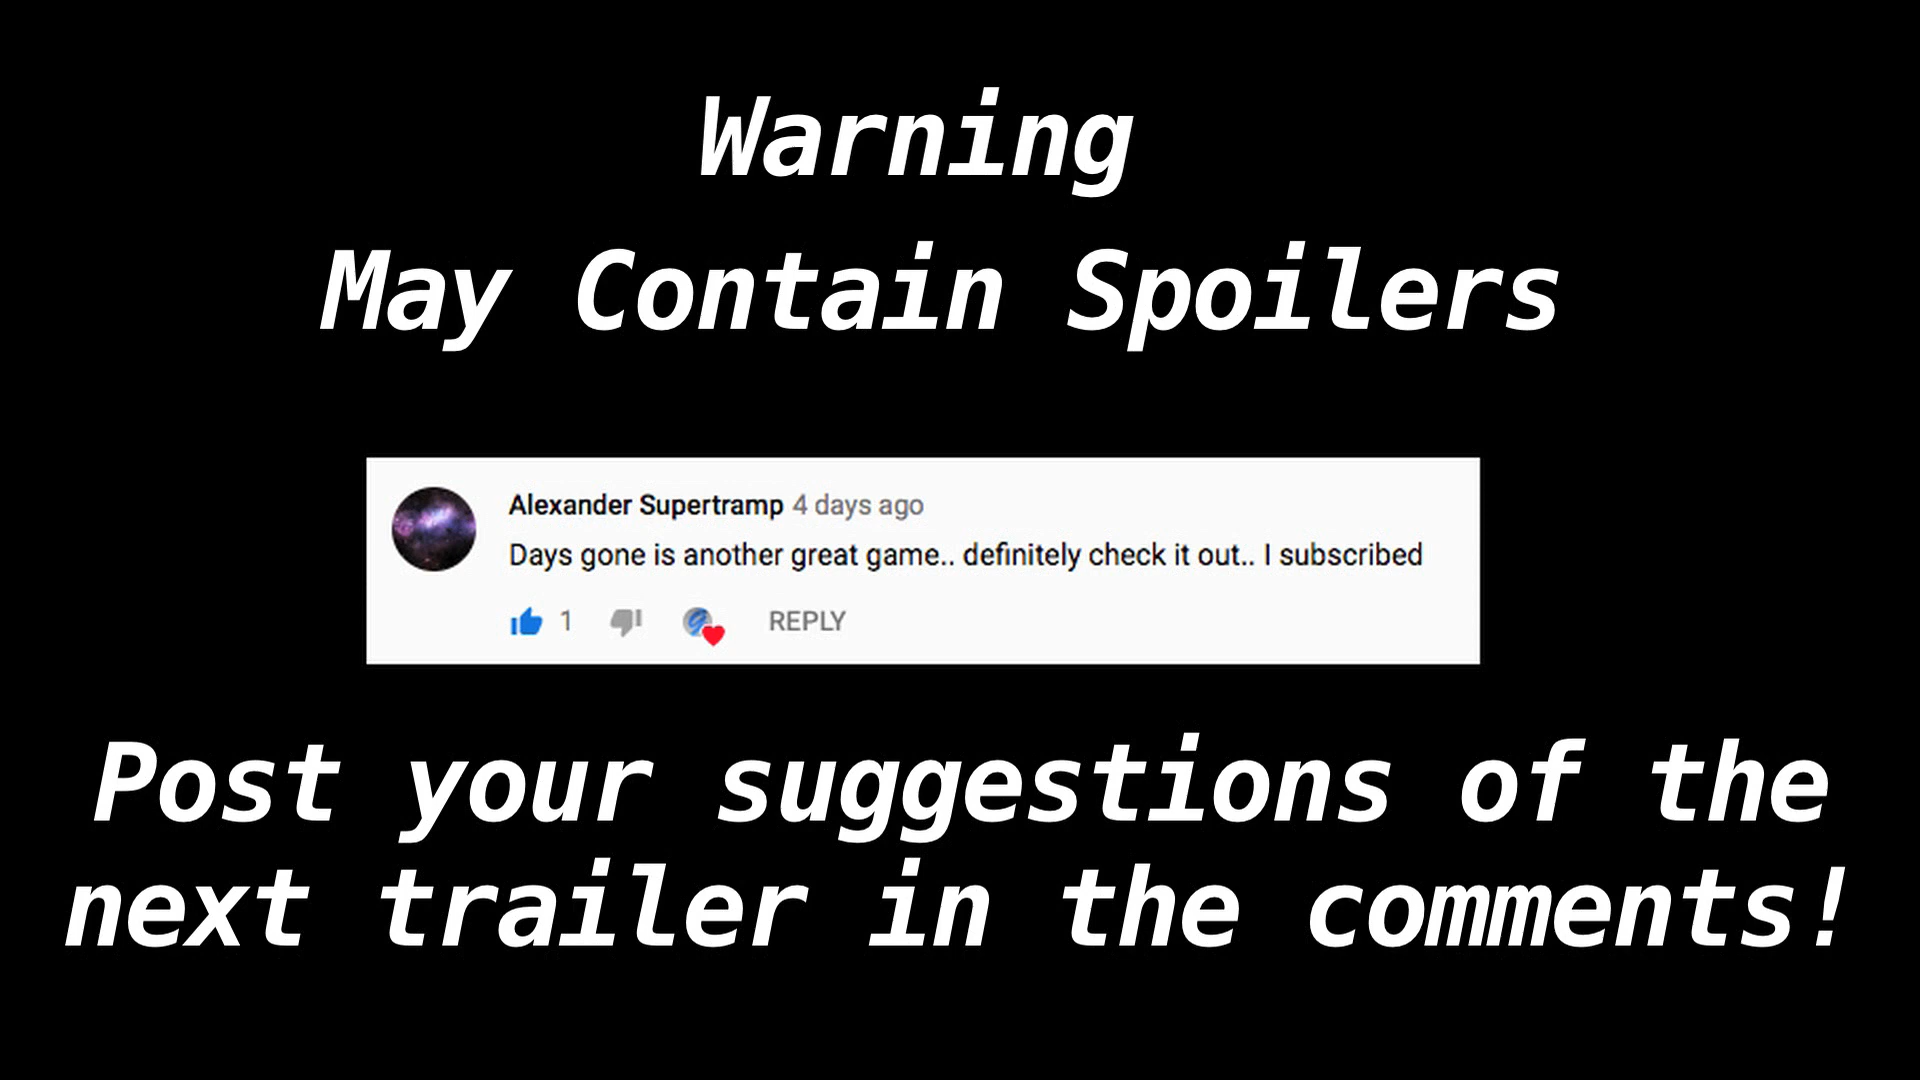 Warning
May Contain Spoilers
Alexander Supertramp 4 days ago
Days gone is another great game.. definitely check it out.. I subscribed
1 REPLY
Post your suggestions of the
next trailer in the comments!